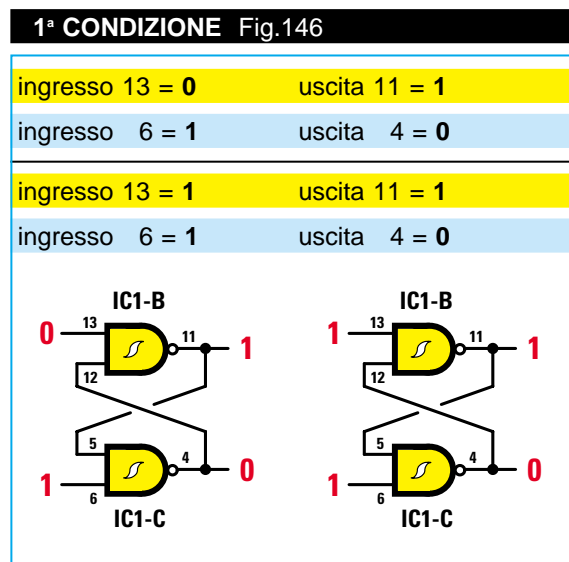 1ª CONDIZIONE Fig.146
ingresso 13 = 0 uscita 11 = 1
ingresso 6 = 1 uscita 4 = 0
ingresso 13 = 1 uscita 11 = 1
ingresso 6 = 1 uscita 4 = 0
IC1-B IC1-B
0 13 11 1 1 13 11 1
12 12
5 5
1 6 4 0 1 6 4 0
IC1-C IC1-C